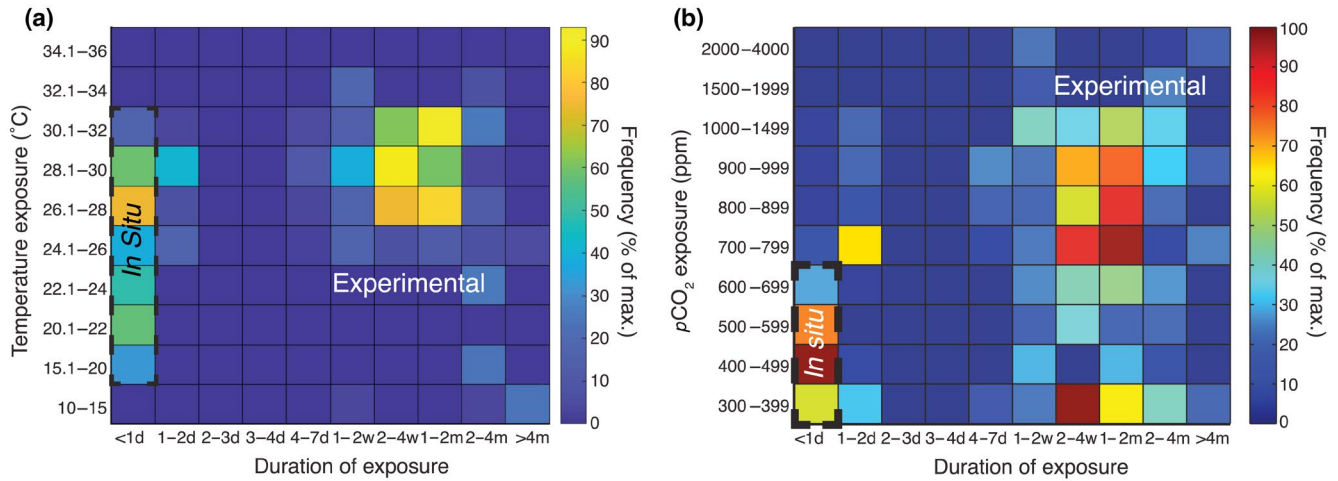 (a)
Temperature exposure (°C)
34.1–36
32.1–34
30.1–32
28.1–30
26.1–28
24.1–26
22.1–24
20.1–22
15.1–20
10–15
In Situ
Experimental
<1d 1–2d 2–3d 3–4d 4–7d 1–2w 2–4w 1–2m 2–4m >4m
Duration of exposure
90
80
70
60
50
40
30
20
10
0
Frequency (% of max.)
(b)
pCO2 exposure (ppm)
2000–4000
1500–1999
1000–1499
900–999
800–899
700–799
600–699
500–599
400–499
300–399
In situ
Experimental
<1d 1–2d 2–3d 3–4d 4–7d 1–2w 2–4w 1–2m 2–4m >4m
Duration of exposure
100
90
80
70
60
50
40
30
20
10
0
Frequency (% of max.)